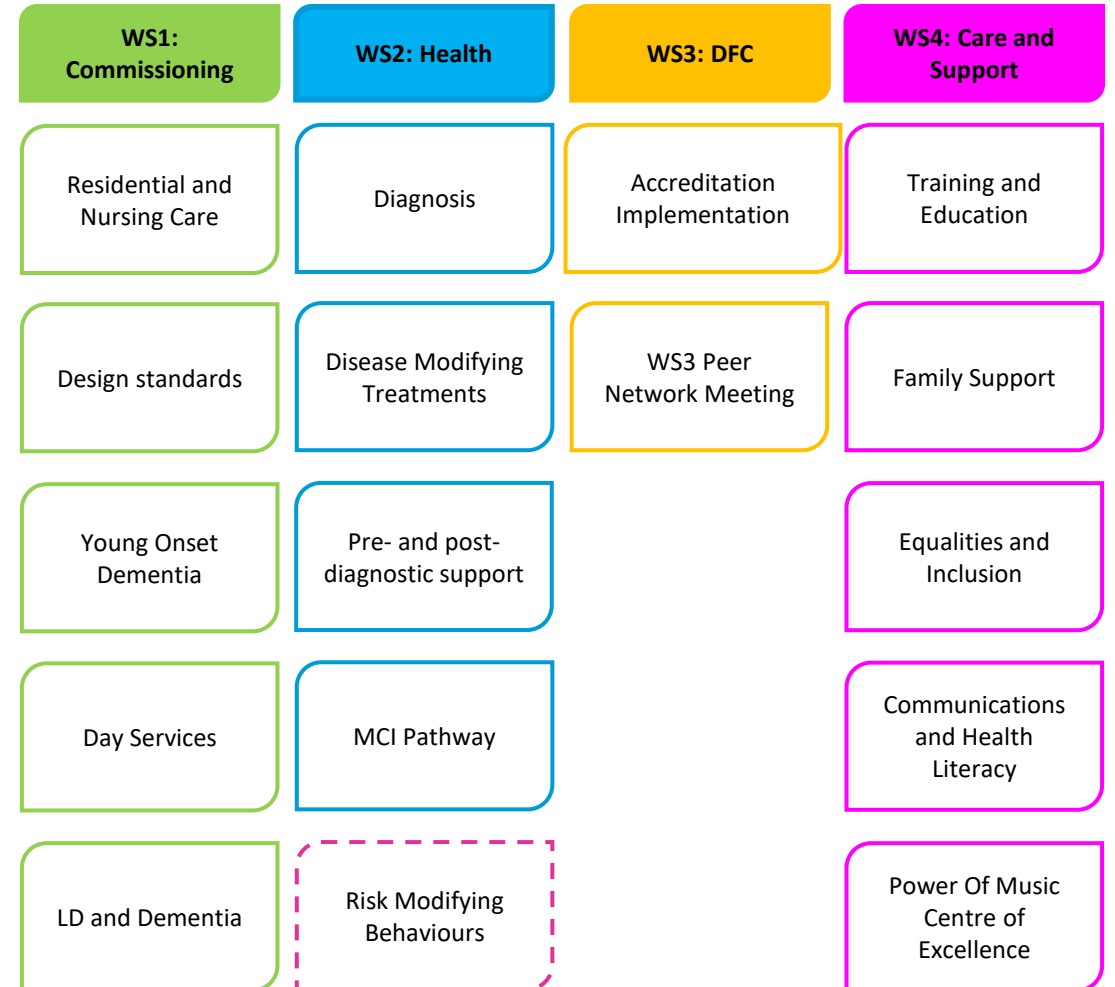 WS1:
Commissioning
WS2: Health
WS3: DFC
WS4: Care and
Support
Residential and
Nursing Care
Diagnosis
Accreditation
Implementation
Training and
Education
Design standards
Disease Modifying
Treatments
WS3 Peer
Network Meeting
Family Support
Young Onset
Dementia
Pre- and post-
diagnostic support
Equalities and
Inclusion
Day Services
MCI Pathway
Communications
and Health
Literacy
LD and Dementia
Risk Modifying
Behaviours
Power Of Music
Centre of
Excellence